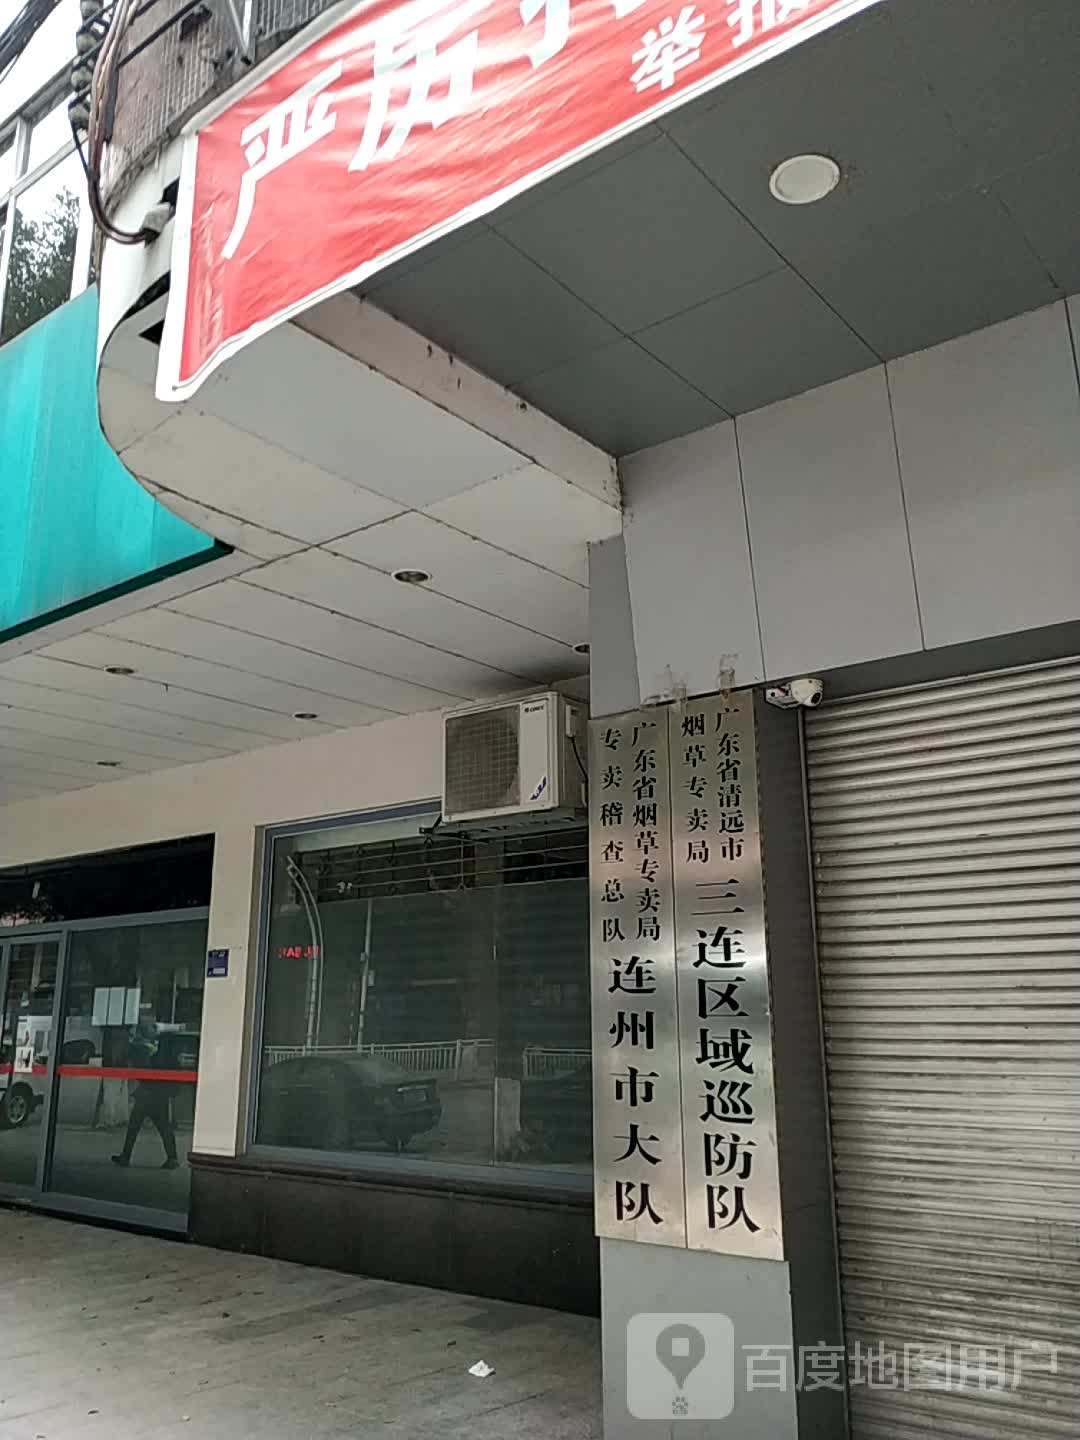 严厉打
举报
广东省清远市
烟草专卖局
三连区域巡防队
广东省烟草专卖局
专卖稽查总队
连州市大队
GREE
百度地图用户